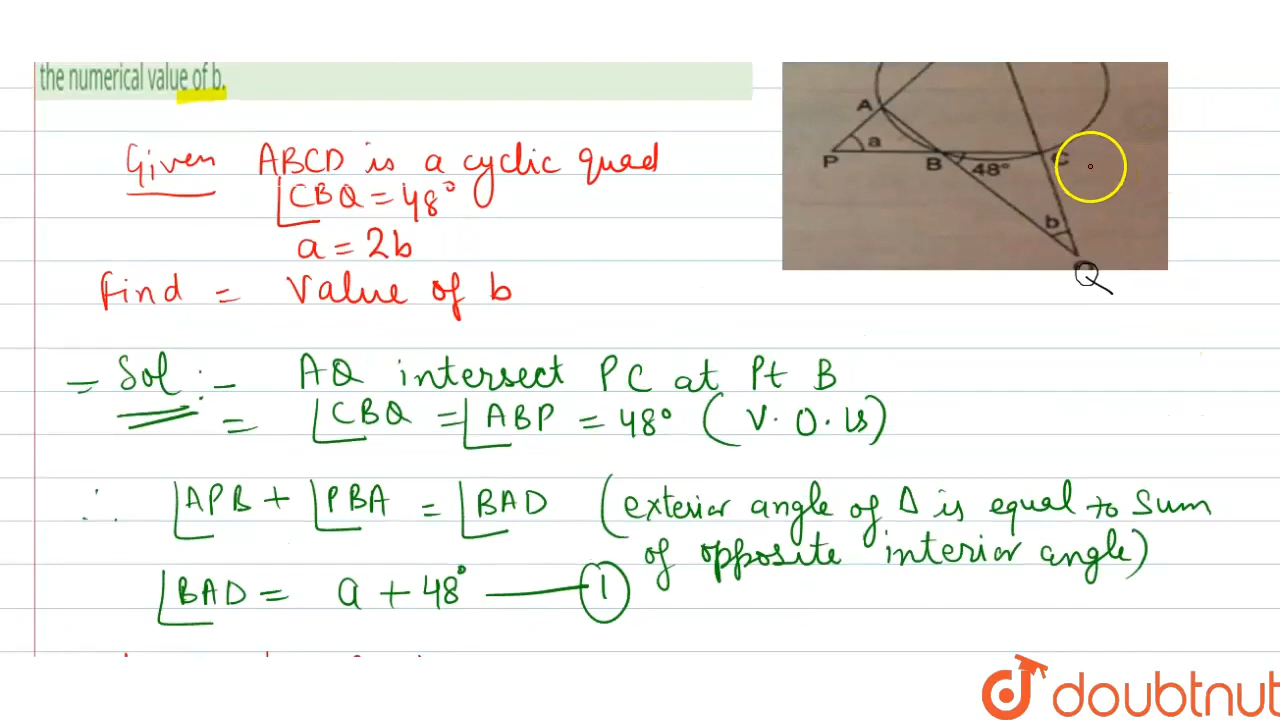 the numerical value of b.
Given ABCD is a cyclic quad
∠CBQ = 48°
a = 2b
Find = Value of b
A
a
P
B
48°
C
b
Q
= Sol :- AQ intersect PC at Pt B
= ∠CBQ = ∠ABP = 48° (V.O.∠s)
∴ ∠APB + ∠PBA = ∠BAD (exterior angle of Δ is equal to sum
of opposite interior angle)
∠BAD = a + 48° —— 1
doubtnut